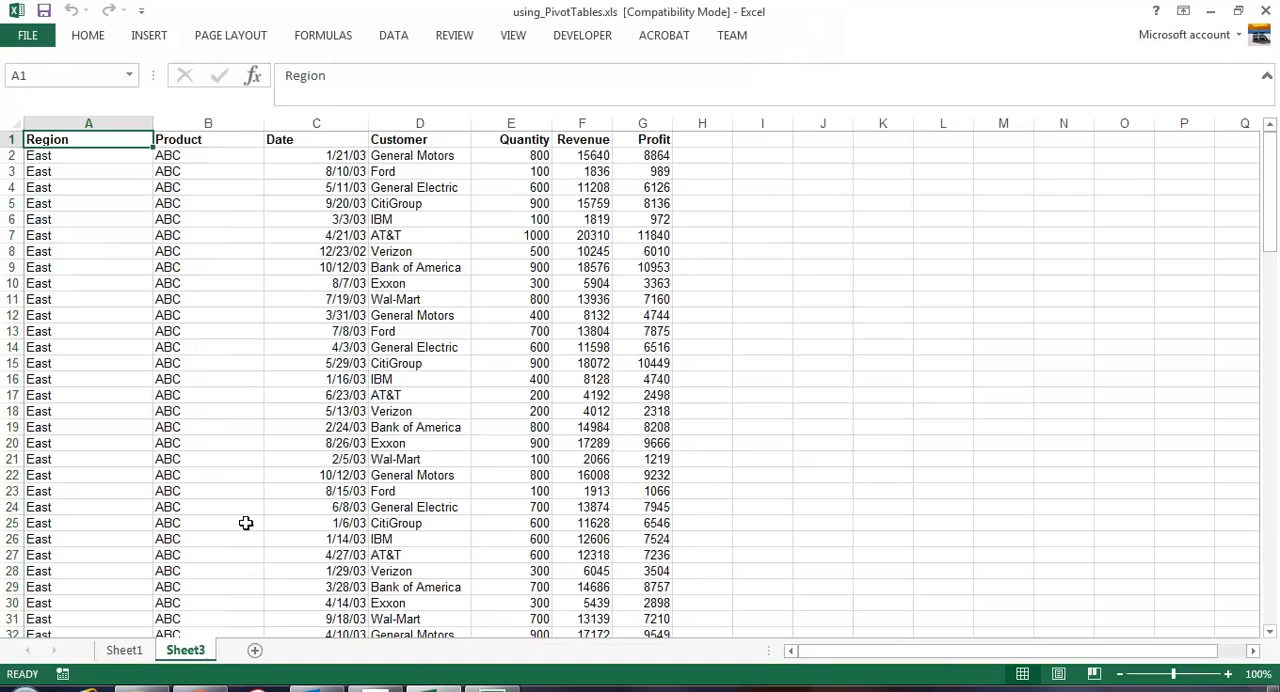 using_PivotTables.xls [Compatibility Mode] - Excel
?
FILE HOME INSERT PAGE LAYOUT FORMULAS DATA REVIEW VIEW DEVELOPER ACROBAT TEAM Microsoft account
A1 fx Region
A B C D E F G H I J K L M N O P Q
1 Region Product Date Customer Quantity Revenue Profit
2 East ABC 1/21/03 General Motors 800 15640 8864
3 East ABC 8/10/03 Ford 100 1836 989
4 East ABC 5/11/03 General Electric 600 11208 6126
5 East ABC 9/20/03 CitiGroup 900 15759 8136
6 East ABC 3/3/03 IBM 100 1819 972
7 East ABC 4/21/03 AT&T 1000 20310 11840
8 East ABC 12/23/02 Verizon 500 10245 6010
9 East ABC 10/12/03 Bank of America 900 18576 10953
10 East ABC 8/7/03 Exxon 300 5904 3363
11 East ABC 7/19/03 Wal-Mart 800 13936 7160
12 East ABC 3/31/03 General Motors 400 8132 4744
13 East ABC 7/8/03 Ford 700 13804 7875
14 East ABC 4/3/03 General Electric 600 11598 6516
15 East ABC 5/29/03 CitiGroup 900 18072 10449
16 East ABC 1/16/03 IBM 400 8128 4740
17 East ABC 6/23/03 AT&T 200 4192 2498
18 East ABC 5/13/03 Verizon 200 4012 2318
19 East ABC 2/24/03 Bank of America 800 14984 8208
20 East ABC 8/26/03 Exxon 900 17289 9666
21 East ABC 2/5/03 Wal-Mart 100 2066 1219
22 East ABC 10/12/03 General Motors 800 16008 9232
23 East ABC 8/15/03 Ford 100 1913 1066
24 East ABC 6/8/03 General Electric 700 13874 7945
25 East ABC 1/6/03 CitiGroup 600 11628 6546
26 East ABC 1/14/03 IBM 600 12606 7524
27 East ABC 4/27/03 AT&T 600 12318 7236
28 East ABC 1/29/03 Verizon 300 6045 3504
29 East ABC 3/28/03 Bank of America 700 14686 8757
30 East ABC 4/14/03 Exxon 300 5439 2898
31 East ABC 9/18/03 Wal-Mart 700 13139 7210
32 East ABC 4/10/03 General Motors 900 17172 9549
Sheet1 Sheet3
READY 100%